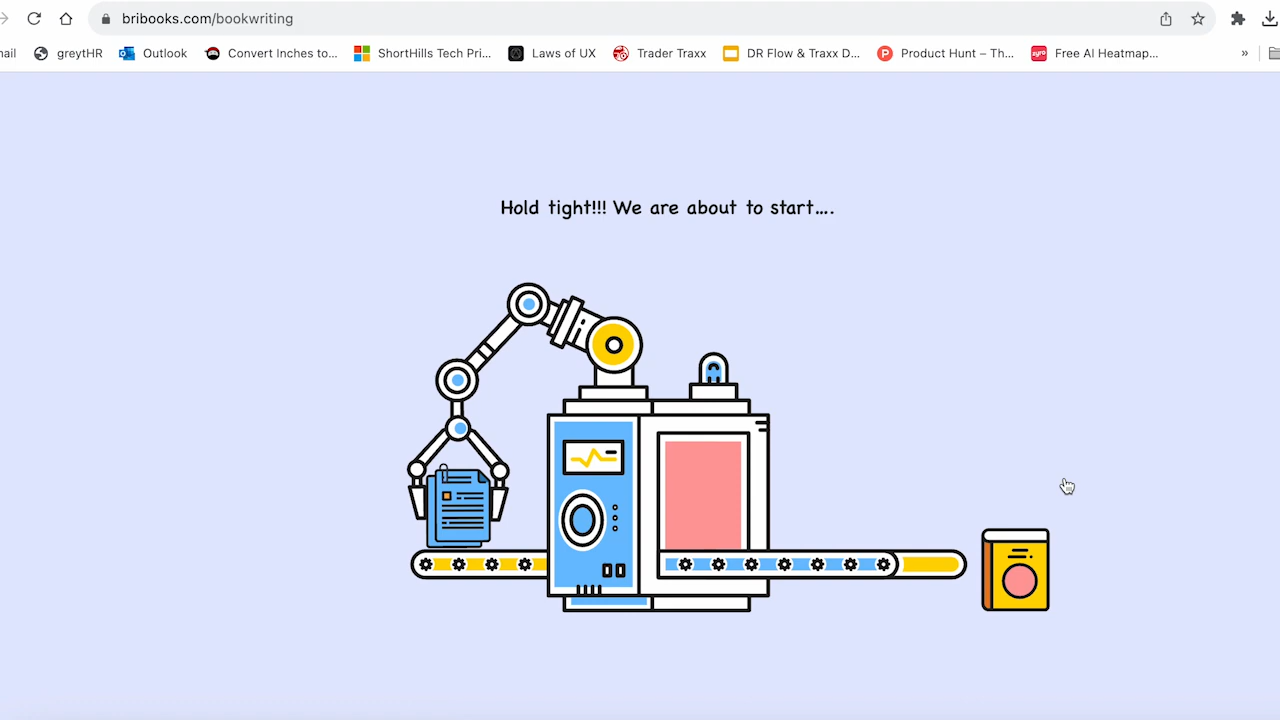 bribooks.com/bookwriting
ail greytHR Outlook Convert Inches to... ShortHills Tech Pri... Laws of UX Trader Traxx DR Flow & Traxx D... Product Hunt – Th... Free AI Heatmap... »
Hold tight!!! We are about to start....